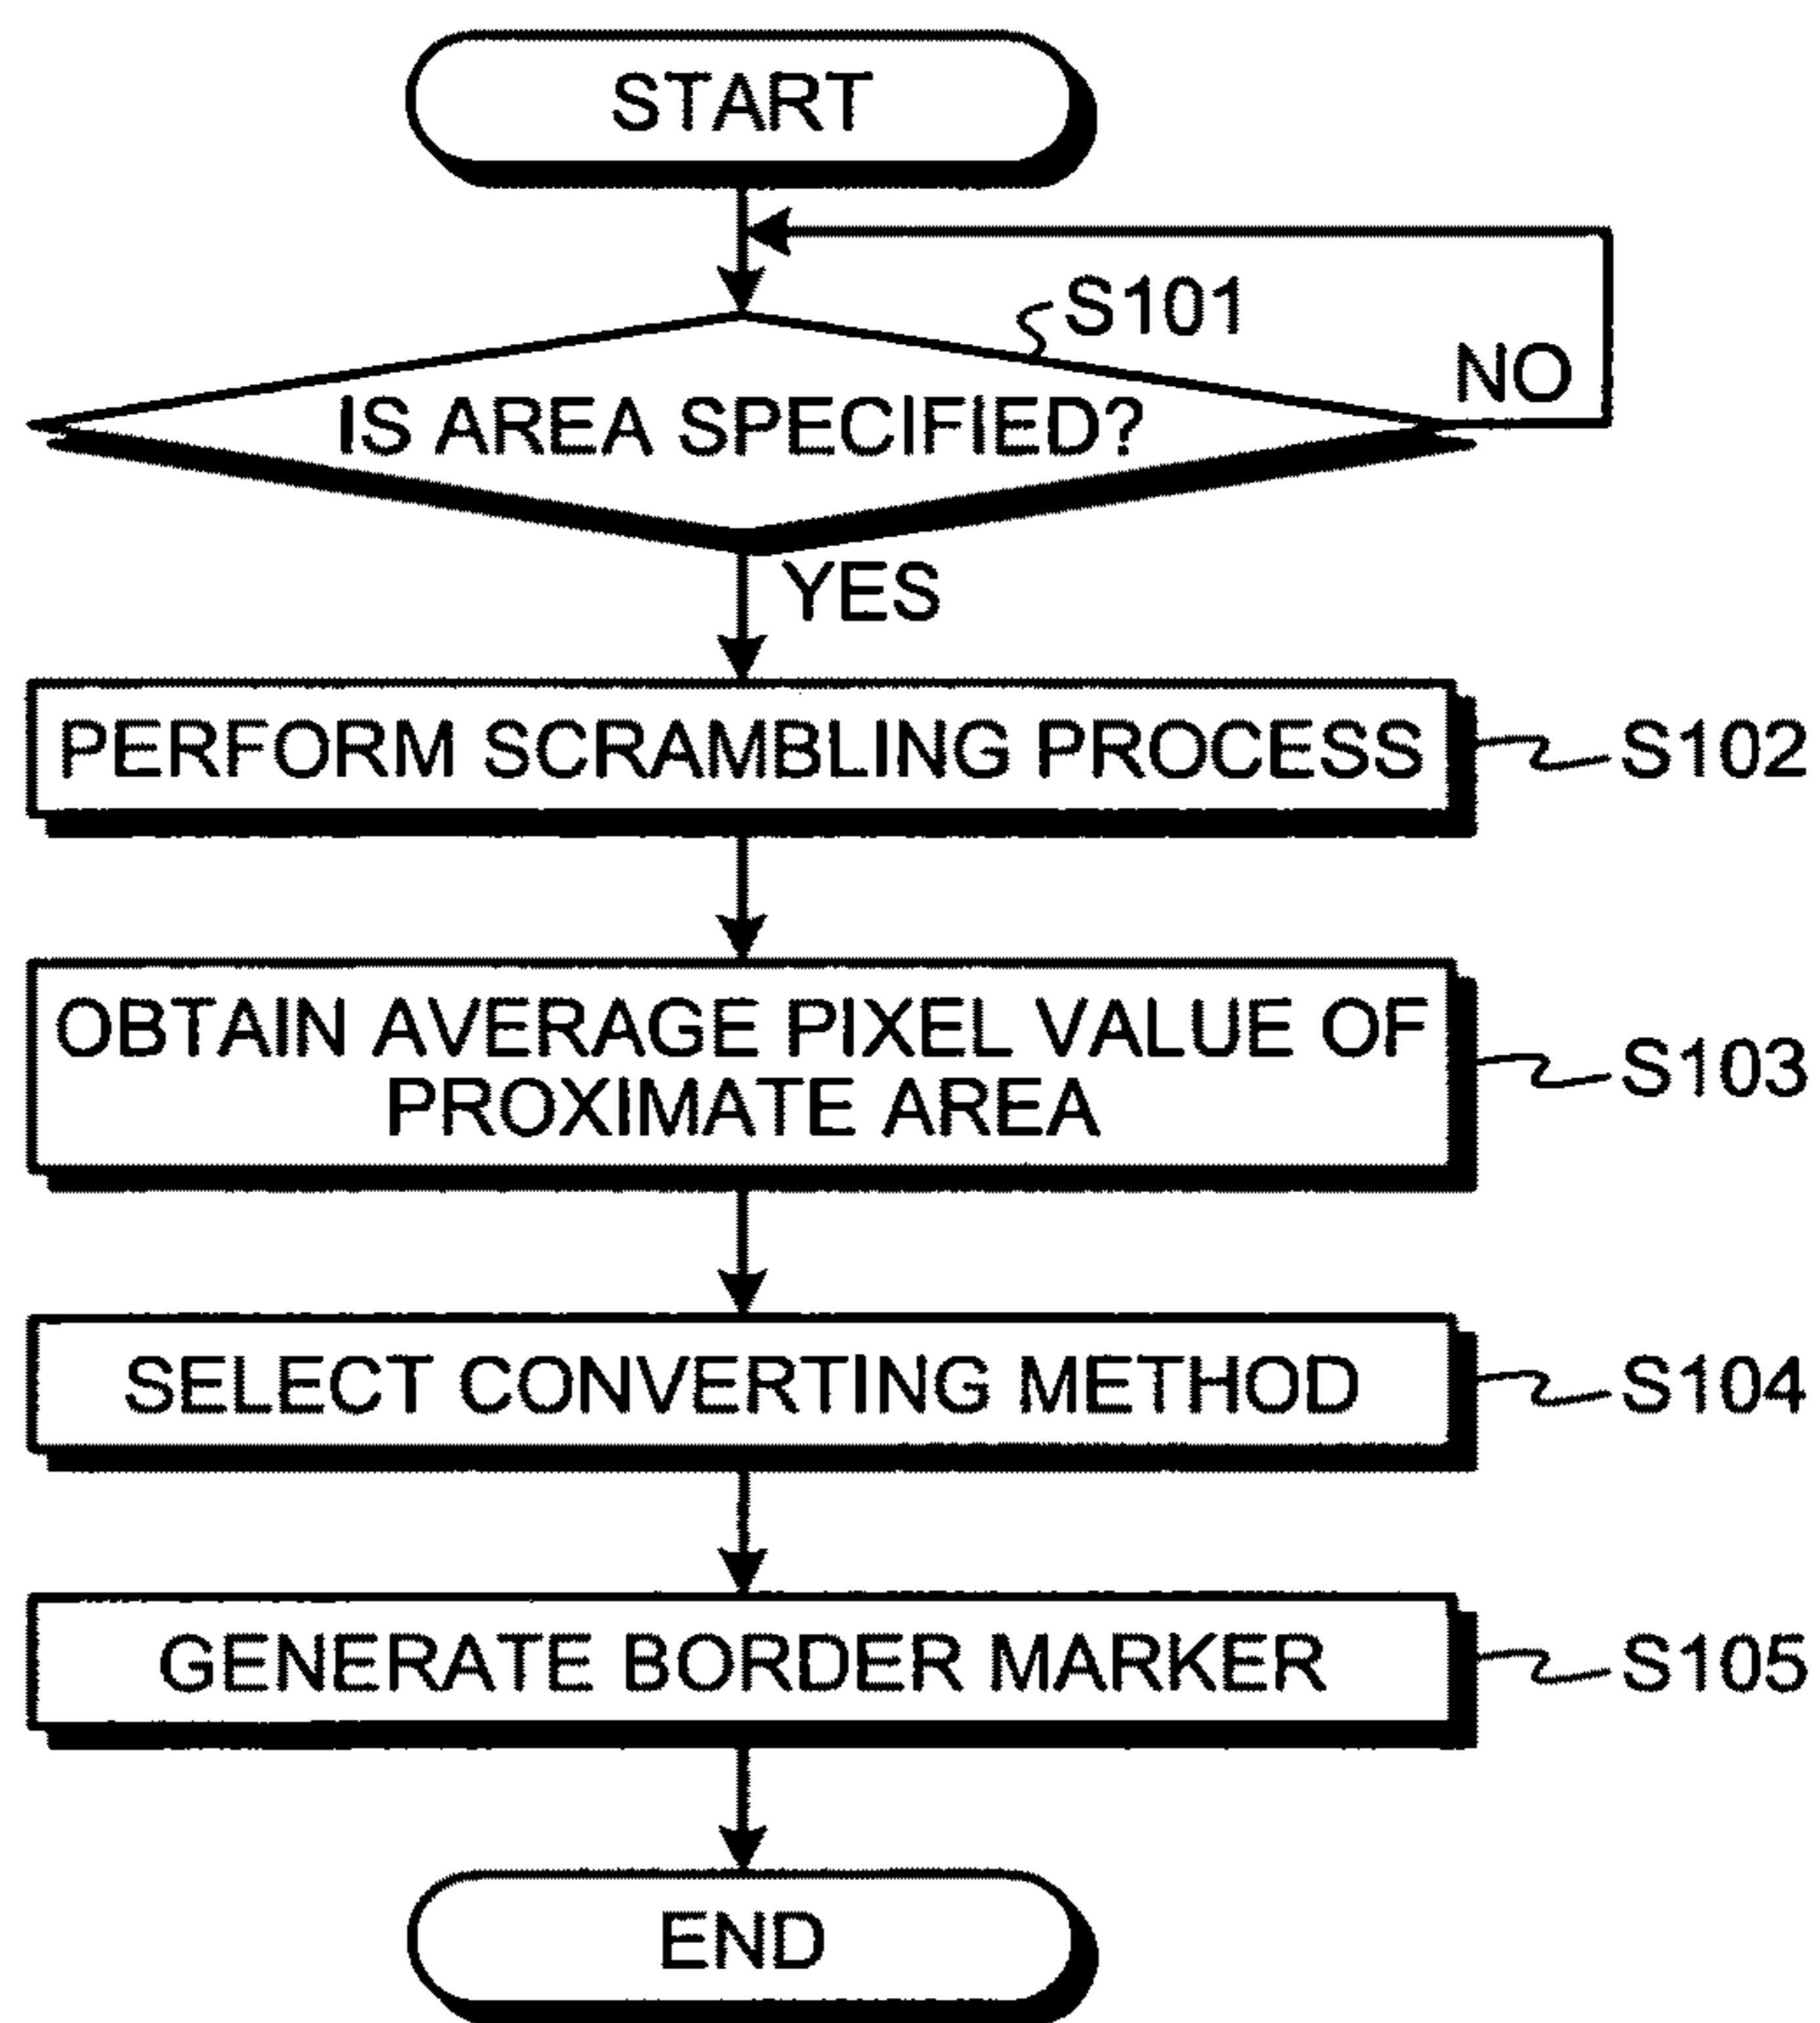 START
S101
NO
IS AREA SPECIFIED?
YES
PERFORM SCRAMBLING PROCESS
S102
OBTAIN AVERAGE PIXEL VALUE OF
PROXIMATE AREA
S103
SELECT CONVERTING METHOD
S104
GENERATE BORDER MARKER
S105
END